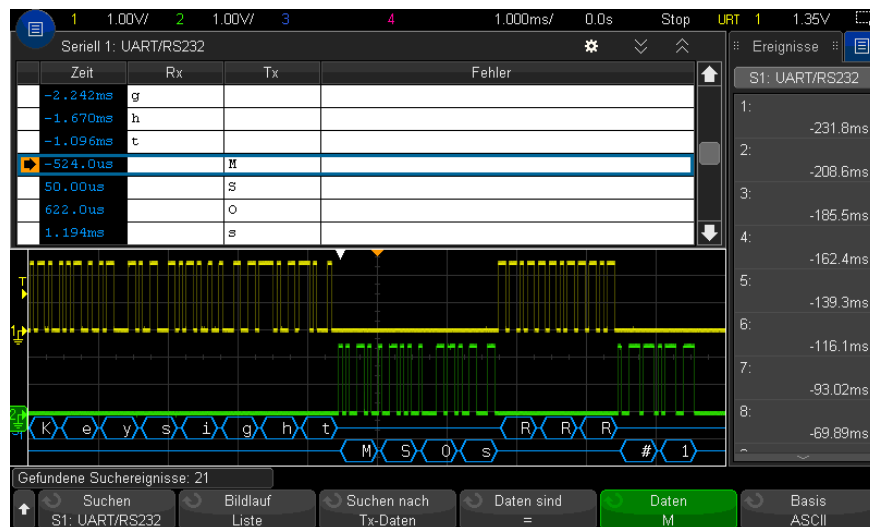 1 1.00V/ 2 1.00V/ 3 4 1.000ms/ 0.0s Stop URT 1 1.35V
Seriell 1: UART/RS232
Ereignisse
Zeit Rx Tx Fehler
S1: UART/RS232
-2.242ms g
-1.670ms h
-1.096ms t
-524.0us M
50.00us S
622.0us O
1.194ms s
1:
-231.8ms
2:
-208.6ms
3:
-185.5ms
4:
-162.4ms
5:
-139.3ms
6:
-116.1ms
7:
-93.02ms
8:
-69.89ms
T
1
2
K e y s i g h t R R R
M S O s # 1
Gefundene Suchereignisse: 21
Suchen
S1: UART/RS232
Bildlauf
Liste
Suchen nach
Tx-Daten
Daten sind
=
Daten
M
Basis
ASCII